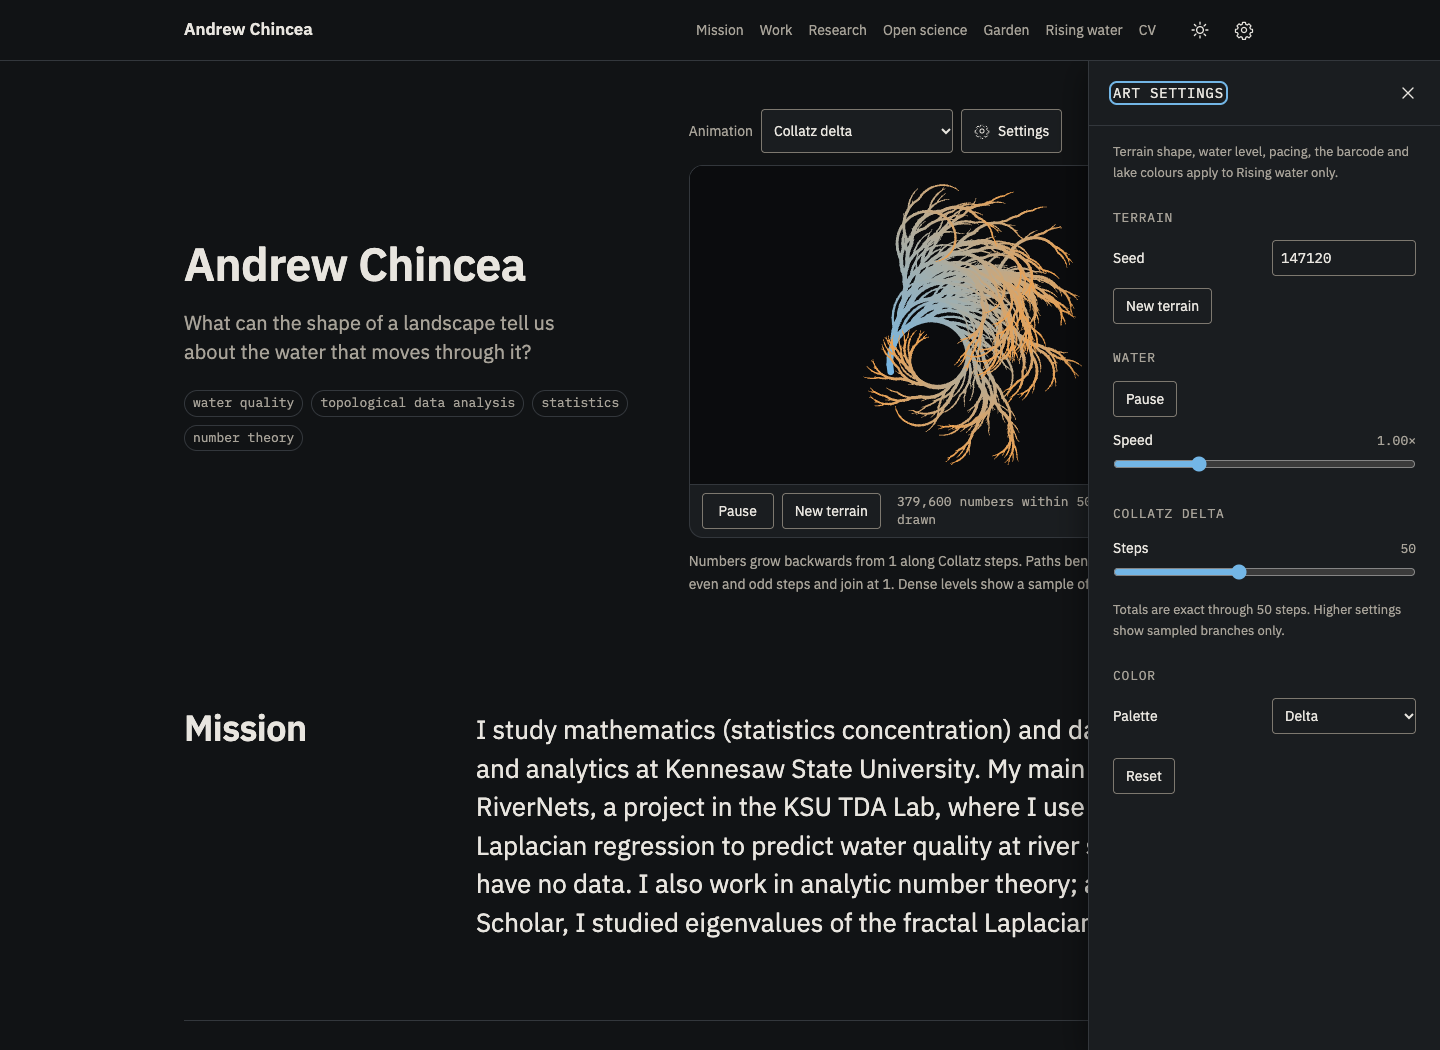 Andrew Chincea
Mission Work Research Open science Garden Rising water CV
Animation Collatz delta Settings
Andrew Chincea
What can the shape of a landscape tell us
about the water that moves through it?
water quality topological data analysis statistics
number theory
Pause New terrain 379,600 numbers within 50
drawn
Numbers grow backwards from 1 along Collatz steps. Paths
even and odd steps and join at 1. Dense levels show a sample of
Mission
I study mathematics (statistics concentration) and
and analytics at Kennesaw State University. My main
RiverNets, a project in the KSU TDA Lab, where I use
Laplacian regression to predict water quality at river
have no data. I also work in analytic number theory;
Scholar, I studied eigenvalues of the fractal
ART SETTINGS
Terrain shape, water level, pacing, the barcode and
lake colours apply to Rising water only.
TERRAIN
Seed 147120
New terrain
WATER
Pause
Speed 1.00×
COLLATZ DELTA
Steps 50
Totals are exact through 50 steps. Higher settings
show sampled branches only.
COLOR
Palette Delta
Reset